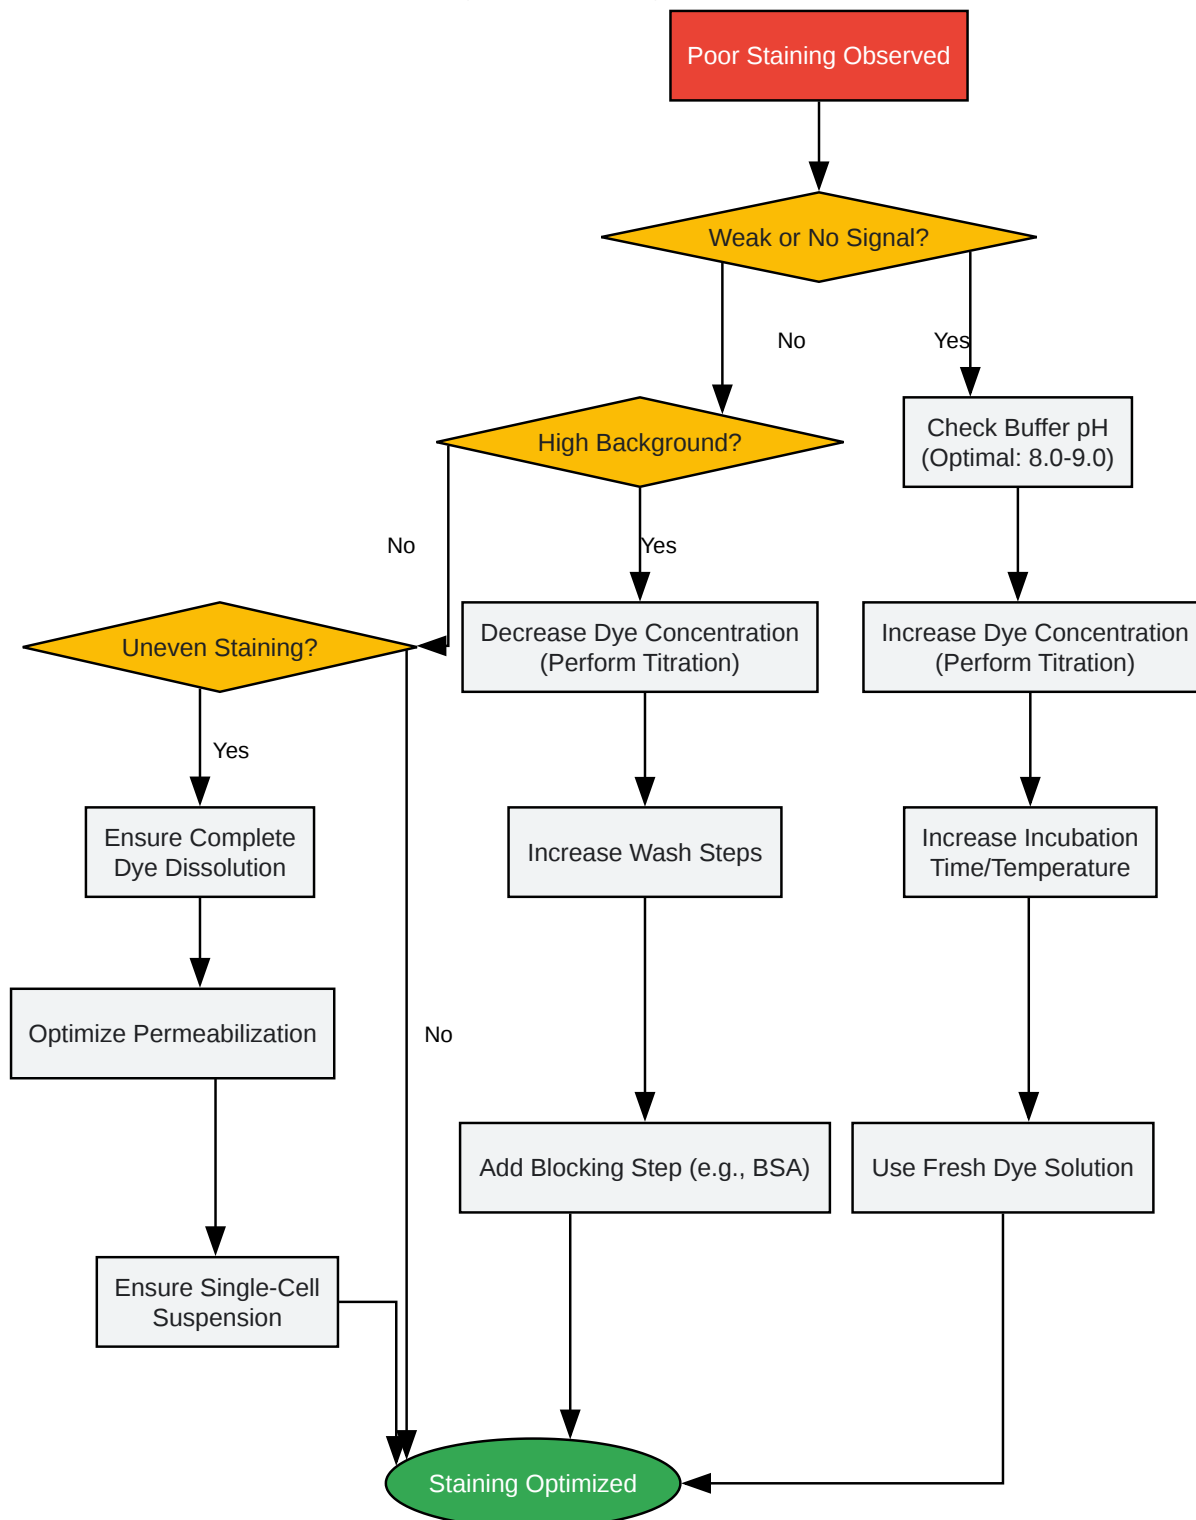 Poor Staining Observed
Weak or No Signal?
No
Yes
High Background?
Check Buffer pH
(Optimal: 8.0-9.0)
No
Yes
Uneven Staining?
Decrease Dye Concentration
(Perform Titration)
Increase Dye Concentration
(Perform Titration)
Yes
Ensure Complete
Dye Dissolution
Increase Wash Steps
Increase Incubation
Time/Temperature
Optimize Permeabilization
No
Add Blocking Step (e.g., BSA)
Use Fresh Dye Solution
Ensure Single-Cell
Suspension
Staining Optimized